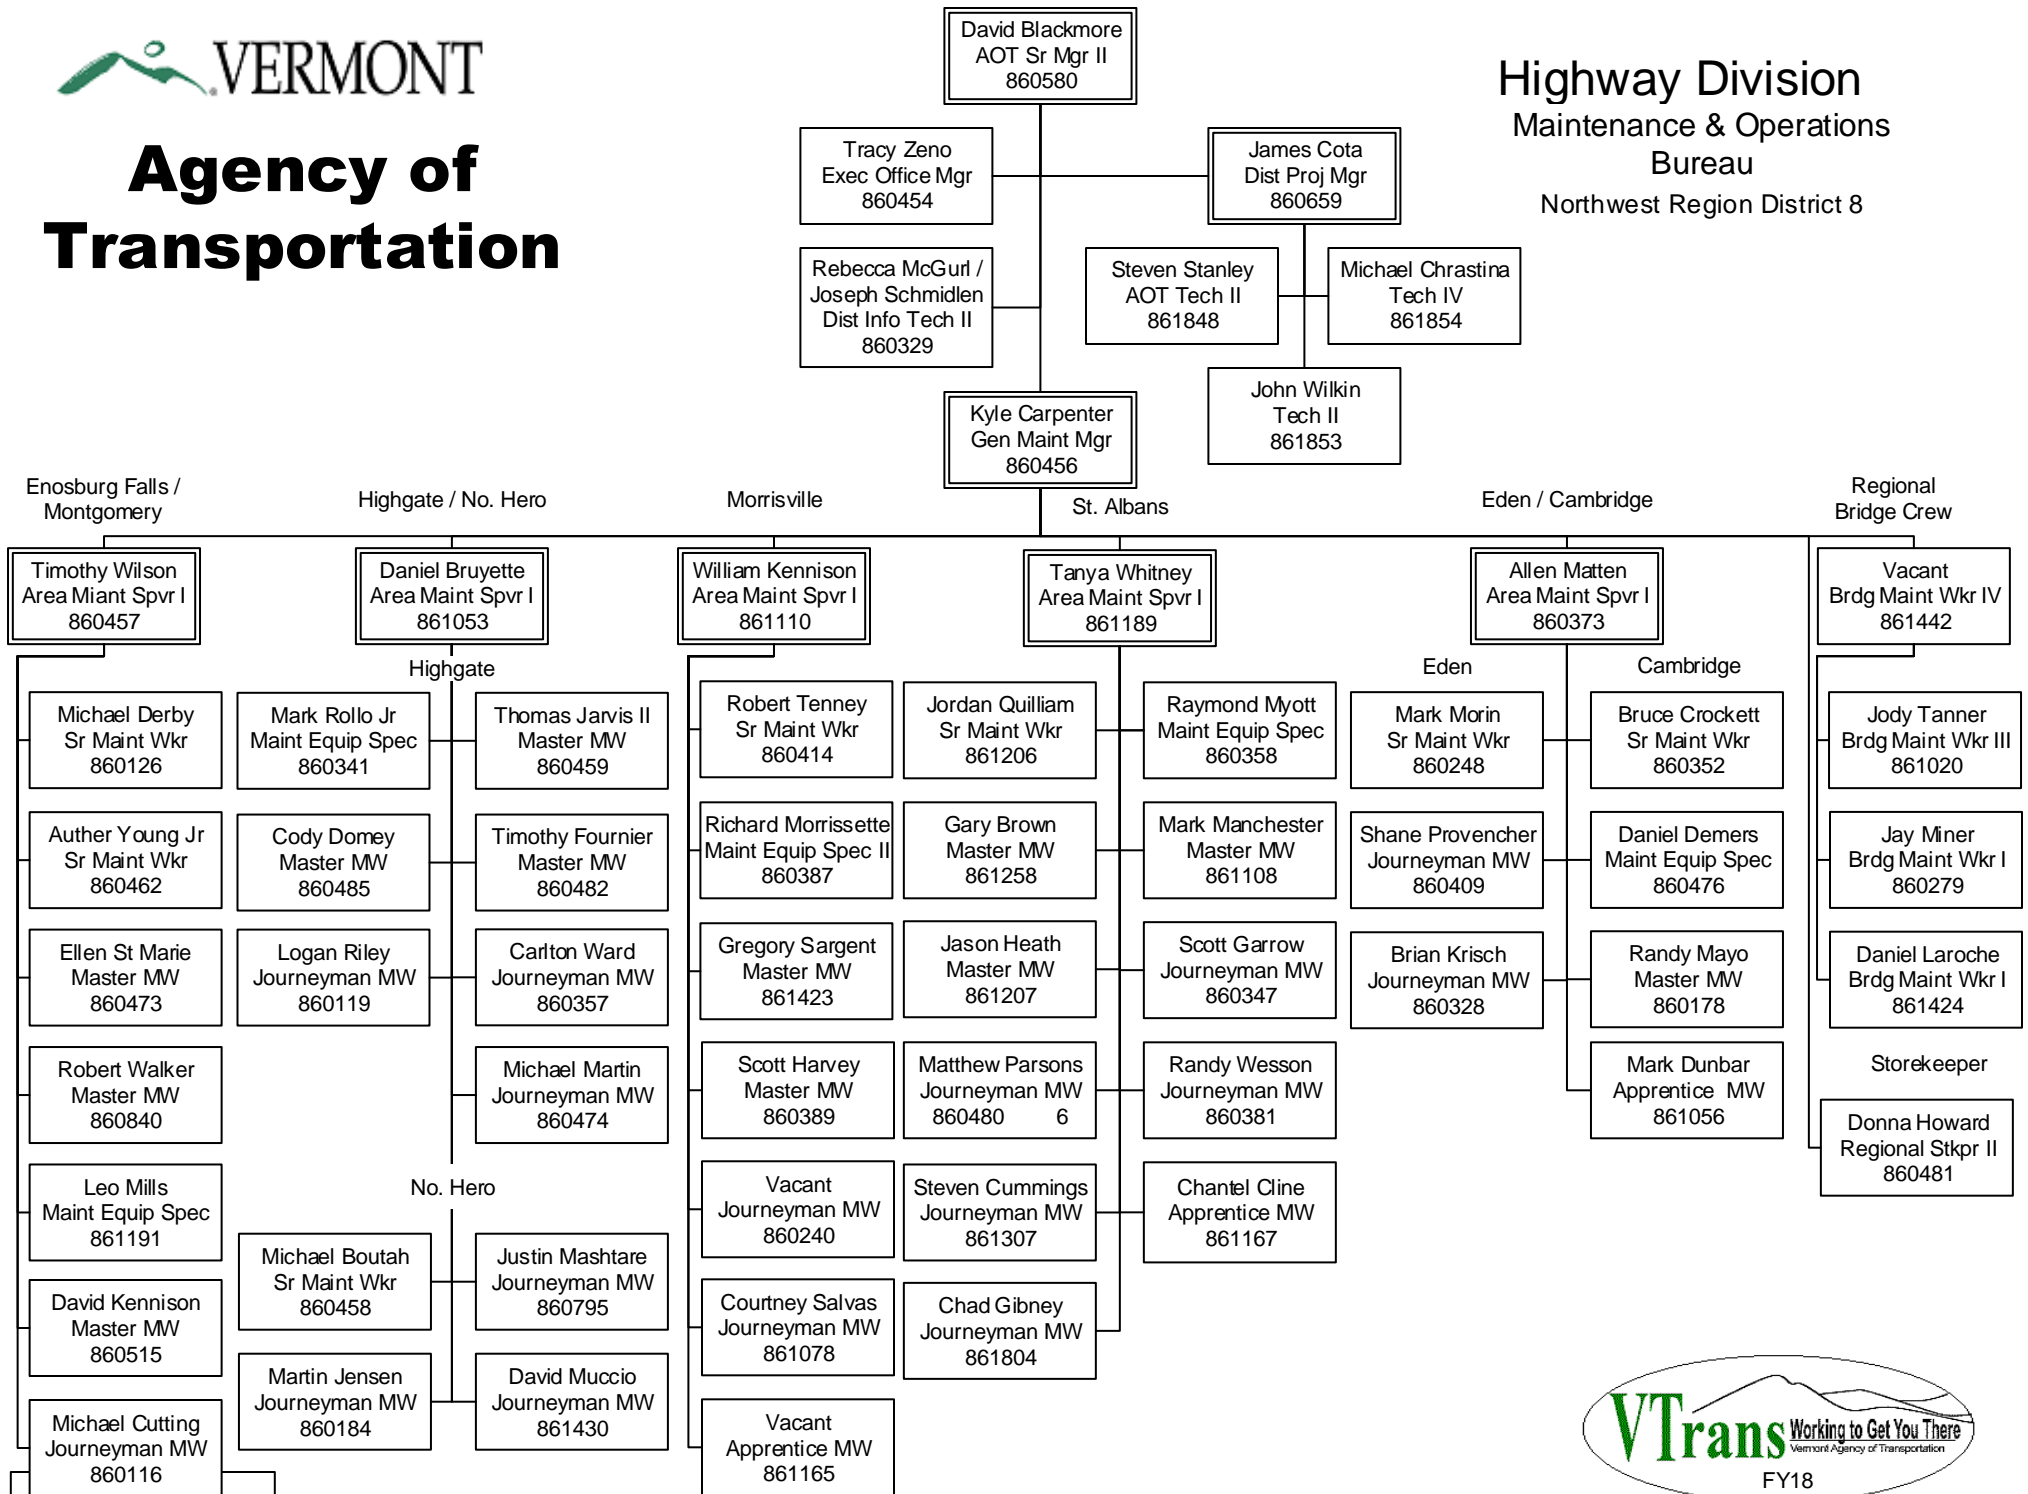 VERMONT
Agency of
Transportation
Highway Division
Maintenance & Operations
Bureau
Northwest Region District 8
David Blackmore
AOT Sr Mgr II
860580
Tracy Zeno
Exec Office Mgr
860454
James Cota
Dist Proj Mgr
860659
Rebecca McGurl /
Joseph Schmidlen
Dist Info Tech II
860329
Steven Stanley
AOT Tech II
861848
Michael Chrastina
Tech IV
861854
John Wilkin
Tech II
861853
Kyle Carpenter
Gen Maint Mgr
860456
Enosburg Falls /
Montgomery
Highgate / No. Hero
Morrisville
St. Albans
Eden / Cambridge
Regional
Bridge Crew
Timothy Wilson
Area Miant Spvr I
860457
Daniel Bruyette
Area Maint Spvr I
861053
William Kennison
Area Maint Spvr I
861110
Tanya Whitney
Area Maint Spvr I
861189
Allen Matten
Area Maint Spvr I
860373
Vacant
Brdg Maint Wkr IV
861442
Michael Derby
Sr Maint Wkr
860126
Auther Young Jr
Sr Maint Wkr
860462
Ellen St Marie
Master MW
860473
Robert Walker
Master MW
860840
Leo Mills
Maint Equip Spec
861191
David Kennison
Master MW
860515
Michael Cutting
Journeyman MW
860116
Highgate
Mark Rollo Jr
Maint Equip Spec
860341
Thomas Jarvis II
Master MW
860459
Cody Domey
Master MW
860485
Timothy Fournier
Master MW
860482
Logan Riley
Journeyman MW
860119
Carlton Ward
Journeyman MW
860357
Michael Martin
Journeyman MW
860474
No. Hero
Michael Boutah
Sr Maint Wkr
860458
Justin Mashtare
Journeyman MW
860795
Martin Jensen
Journeyman MW
860184
David Muccio
Journeyman MW
861430
Robert Tenney
Sr Maint Wkr
860414
Richard Morrissette
Maint Equip Spec II
860387
Gregory Sargent
Master MW
861423
Scott Harvey
Master MW
860389
Vacant
Journeyman MW
860240
Courtney Salvas
Journeyman MW
861078
Vacant
Apprentice MW
861165
Jordan Quilliam
Sr Maint Wkr
861206
Raymond Myott
Maint Equip Spec
860358
Gary Brown
Master MW
861258
Mark Manchester
Master MW
861108
Jason Heath
Master MW
861207
Scott Garrow
Journeyman MW
860347
Matthew Parsons
Journeyman MW
860480 6
Randy Wesson
Journeyman MW
860381
Steven Cummings
Journeyman MW
861307
Chantel Cline
Apprentice MW
861167
Chad Gibney
Journeyman MW
861804
Eden
Cambridge
Mark Morin
Sr Maint Wkr
860248
Bruce Crockett
Sr Maint Wkr
860352
Shane Provencher
Journeyman MW
860409
Daniel Demers
Maint Equip Spec
860476
Brian Krisch
Journeyman MW
860328
Randy Mayo
Master MW
860178
Mark Dunbar
Apprentice MW
861056
Jody Tanner
Brdg Maint Wkr III
861020
Jay Miner
Brdg Maint Wkr I
860279
Daniel Laroche
Brdg Maint Wkr I
861424
Storekeeper
Donna Howard
Regional Stkpr II
860481
VTrans Working to Get You There
Vermont Agency of Transportation
FY18